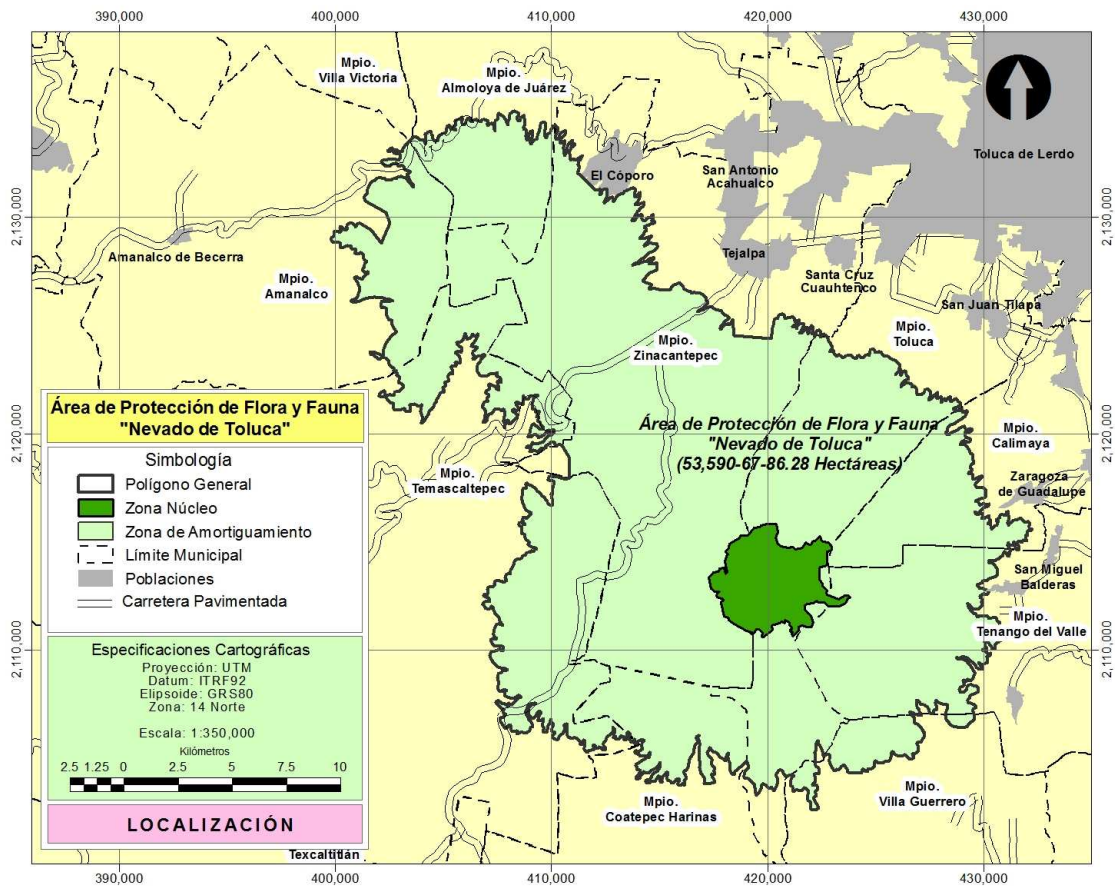 390,000
400,000
410,000
420,000
430,000
Mpio.
Villa Victoria
Mpio.
Almoloya de Juárez
Toluca de Lerdo
El Cóporo
San Antonio
Acahualco
2,130,000
2,130,000
Amanalco de Becerra
Tejalpa
Mpio.
Amanalco
Santa Cruz
Cuauhtenco
San Juan Tilapa
Mpio.
Toluca
Mpio.
Zinacantepec
Área de Protección de Flora y Fauna
"Nevado de Toluca"
(53,590-67-86.28 Hectáreas)
2,120,000
2,120,000
Mpio.
Calimaya
Mpio.
Temascaltepec
Zaragoza
de Guadalupe
San Miguel
Balderas
Mpio.
Tenango del Valle
2,110,000
2,110,000
Mpio.
Coatepec Harinas
Mpio.
Villa Guerrero
Área de Protección de Flora y Fauna
"Nevado de Toluca"
Simbología
Polígono General
Zona Núcleo
Zona de Amortiguamiento
Límite Municipal
Poblaciones
Carretera Pavimentada
Especificaciones Cartográficas
Proyección: UTM
Datum: ITRF92
Elipsoide: GRS80
Zona: 14 Norte
Escala: 1:350,000
Kilómetros
2.5 1.25 0 2.5 5 7.5 10
LOCALIZACIÓN
Texcaltitlán
390,000
400,000
410,000
420,000
430,000